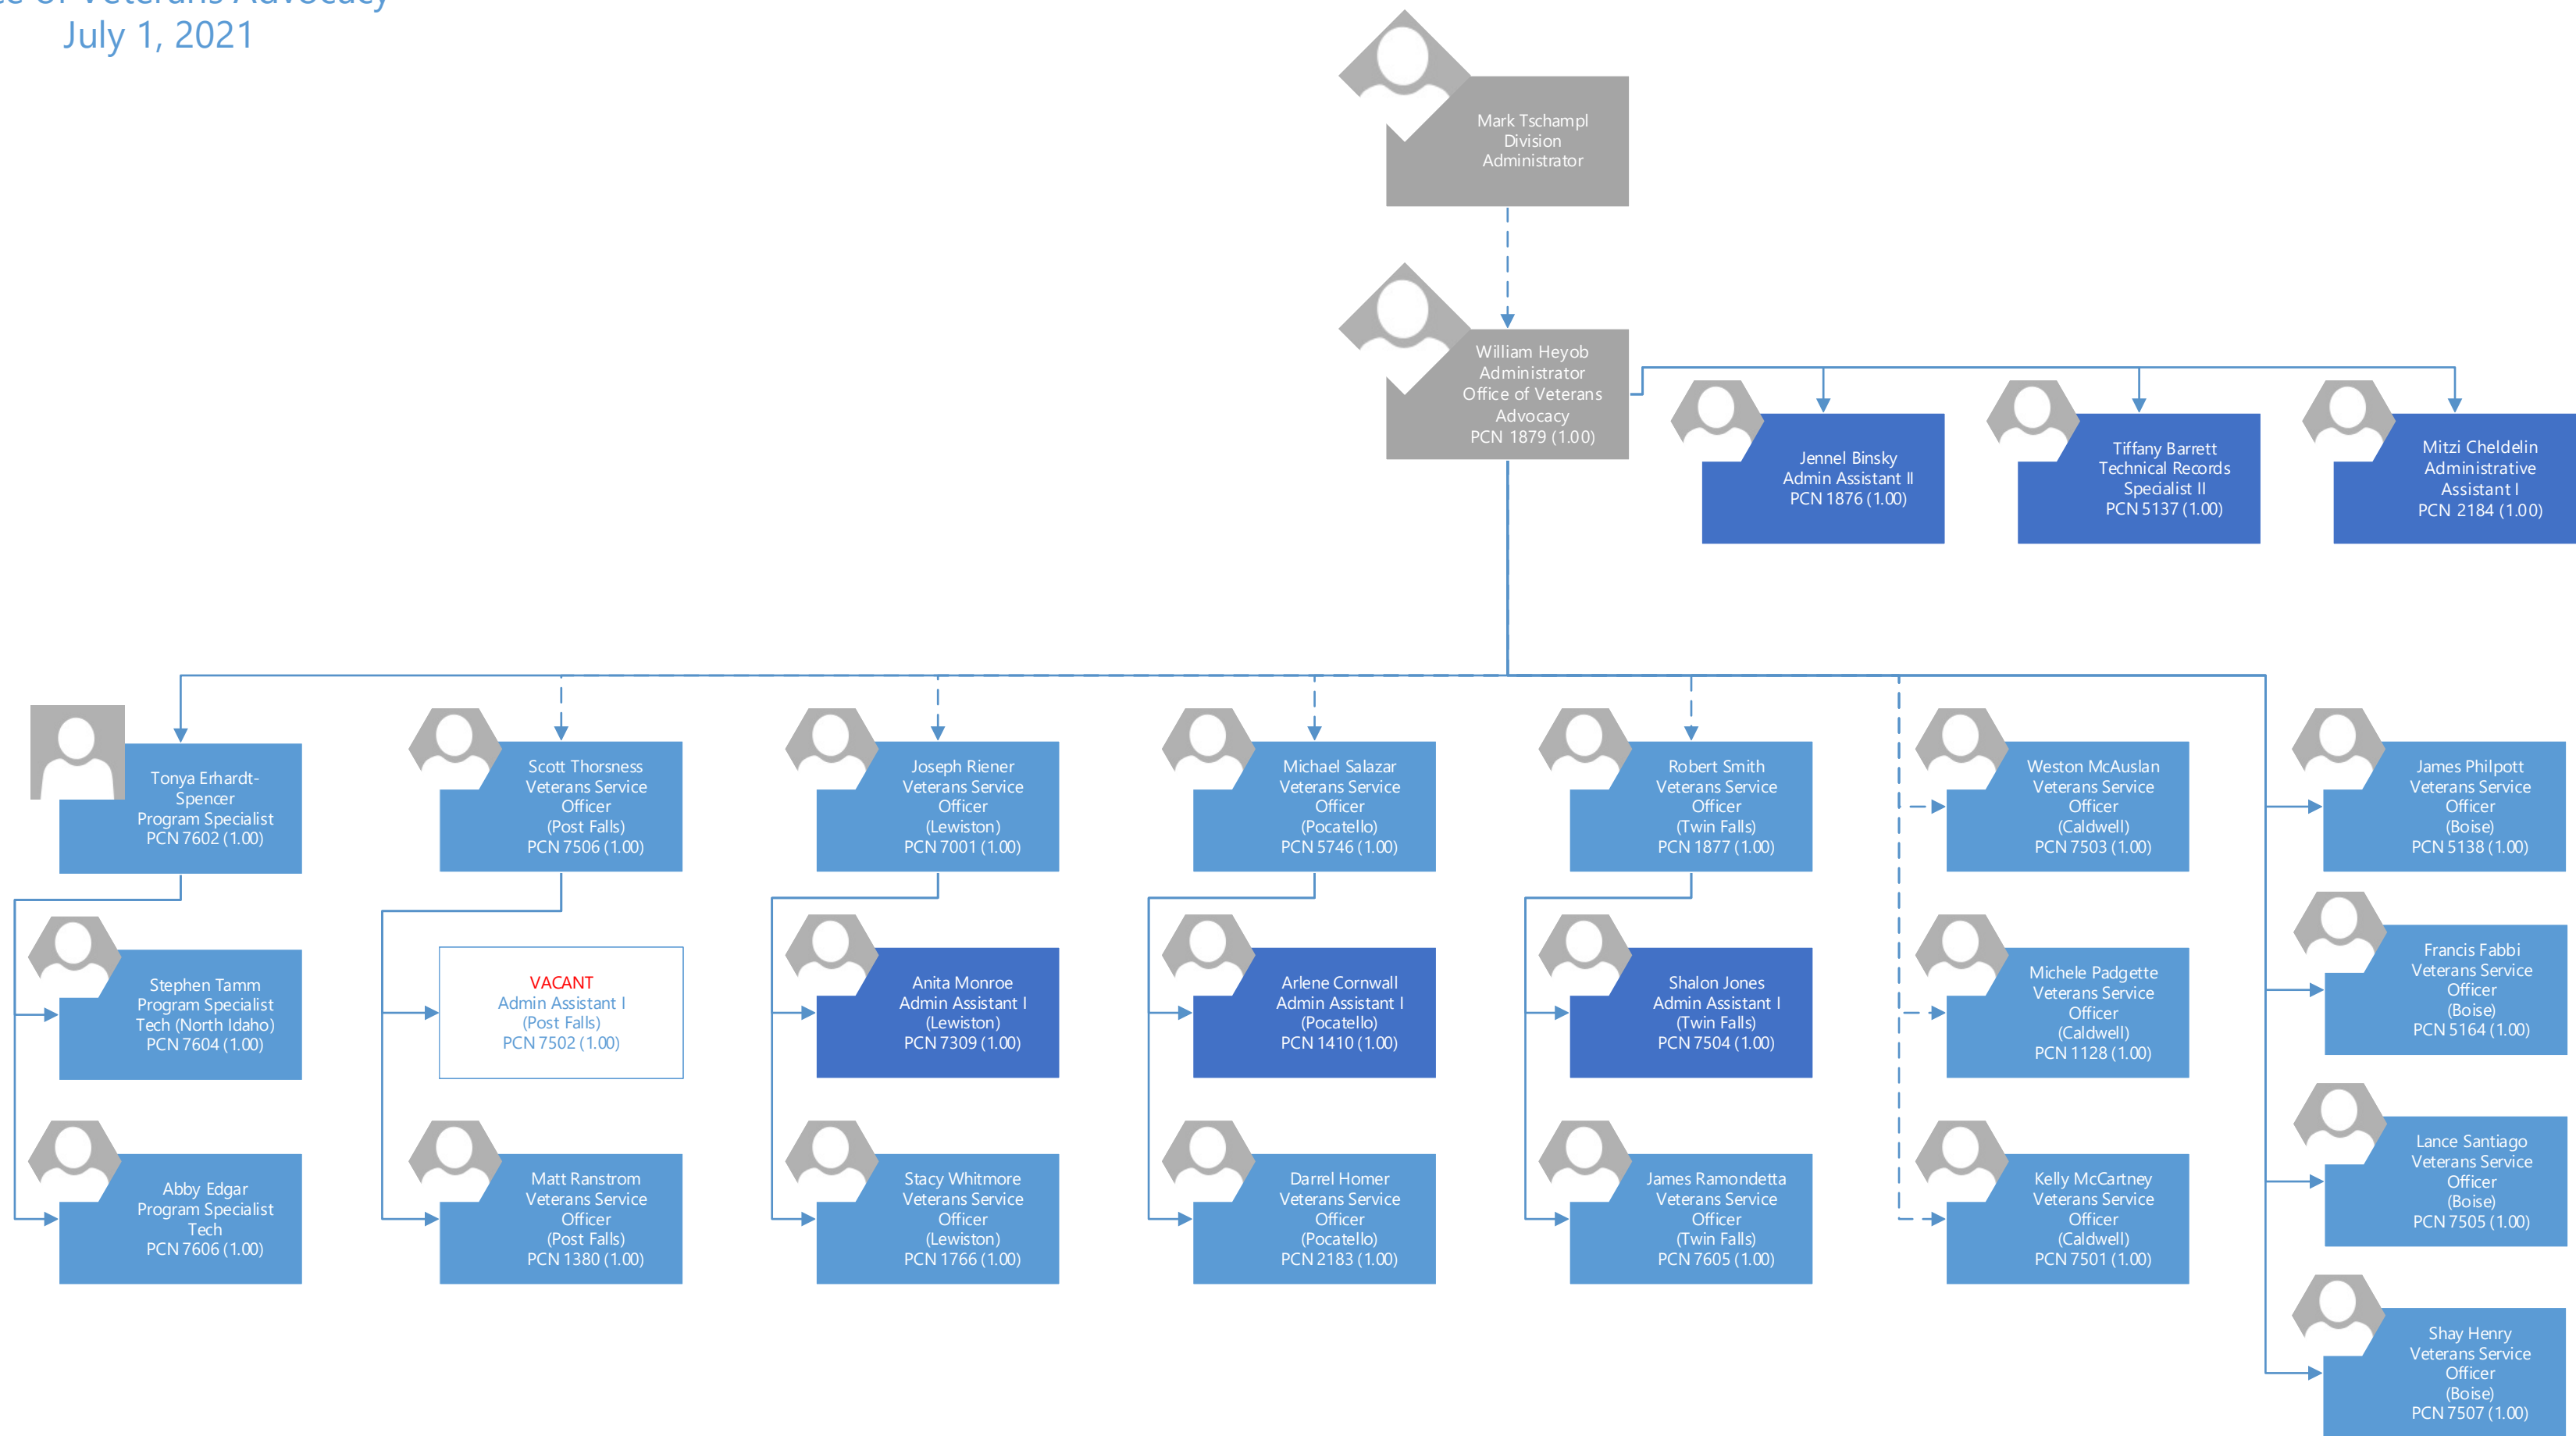 of Veterans Advocacy
July 1, 2021
Mark Tschampl
Division
Administrator
William Heyob
Administrator
Office of Veterans
Advocacy
PCN 1879 (1.00)
Jennel Binsky
Admin Assistant II
PCN 1876 (1.00)
Tiffany Barrett
Technical Records
Specialist II
PCN 5137 (1.00)
Mitzi Cheldelin
Administrative
Assistant I
PCN 2184 (1.00)
Tonya Erhardt-
Spencer
Program Specialist
PCN 7602 (1.00)
Scott Thorsness
Veterans Service
Officer
(Post Falls)
PCN 7506 (1.00)
Joseph Riener
Veterans Service
Officer
(Lewiston)
PCN 7001 (1.00)
Michael Salazar
Veterans Service
Officer
(Pocatello)
PCN 5746 (1.00)
Robert Smith
Veterans Service
Officer
(Twin Falls)
PCN 1877 (1.00)
Weston McAuslan
Veterans Service
Officer
(Caldwell)
PCN 7503 (1.00)
James Philpott
Veterans Service
Officer
(Boise)
PCN 5138 (1.00)
Stephen Tamm
Program Specialist
Tech (North Idaho)
PCN 7604 (1.00)
VACANT
Admin Assistant I
(Post Falls)
PCN 7502 (1.00)
Anita Monroe
Admin Assistant I
(Lewiston)
PCN 7309 (1.00)
Arlene Cornwall
Admin Assistant I
(Pocatello)
PCN 1410 (1.00)
Shalon Jones
Admin Assistant I
(Twin Falls)
PCN 7504 (1.00)
Michele Padgette
Veterans Service
Officer
(Caldwell)
PCN 1128 (1.00)
Francis Fabbi
Veterans Service
Officer
(Boise)
PCN 5164 (1.00)
Abby Edgar
Program Specialist
Tech
PCN 7606 (1.00)
Matt Ranstrom
Veterans Service
Officer
(Post Falls)
PCN 1380 (1.00)
Stacy Whitmore
Veterans Service
Officer
(Lewiston)
PCN 1766 (1.00)
Darrel Homer
Veterans Service
Officer
(Pocatello)
PCN 2183 (1.00)
James Ramondetta
Veterans Service
Officer
(Twin Falls)
PCN 7605 (1.00)
Kelly McCartney
Veterans Service
Officer
(Caldwell)
PCN 7501 (1.00)
Lance Santiago
Veterans Service
Officer
(Boise)
PCN 7505 (1.00)
Shay Henry
Veterans Service
Officer
(Boise)
PCN 7507 (1.00)